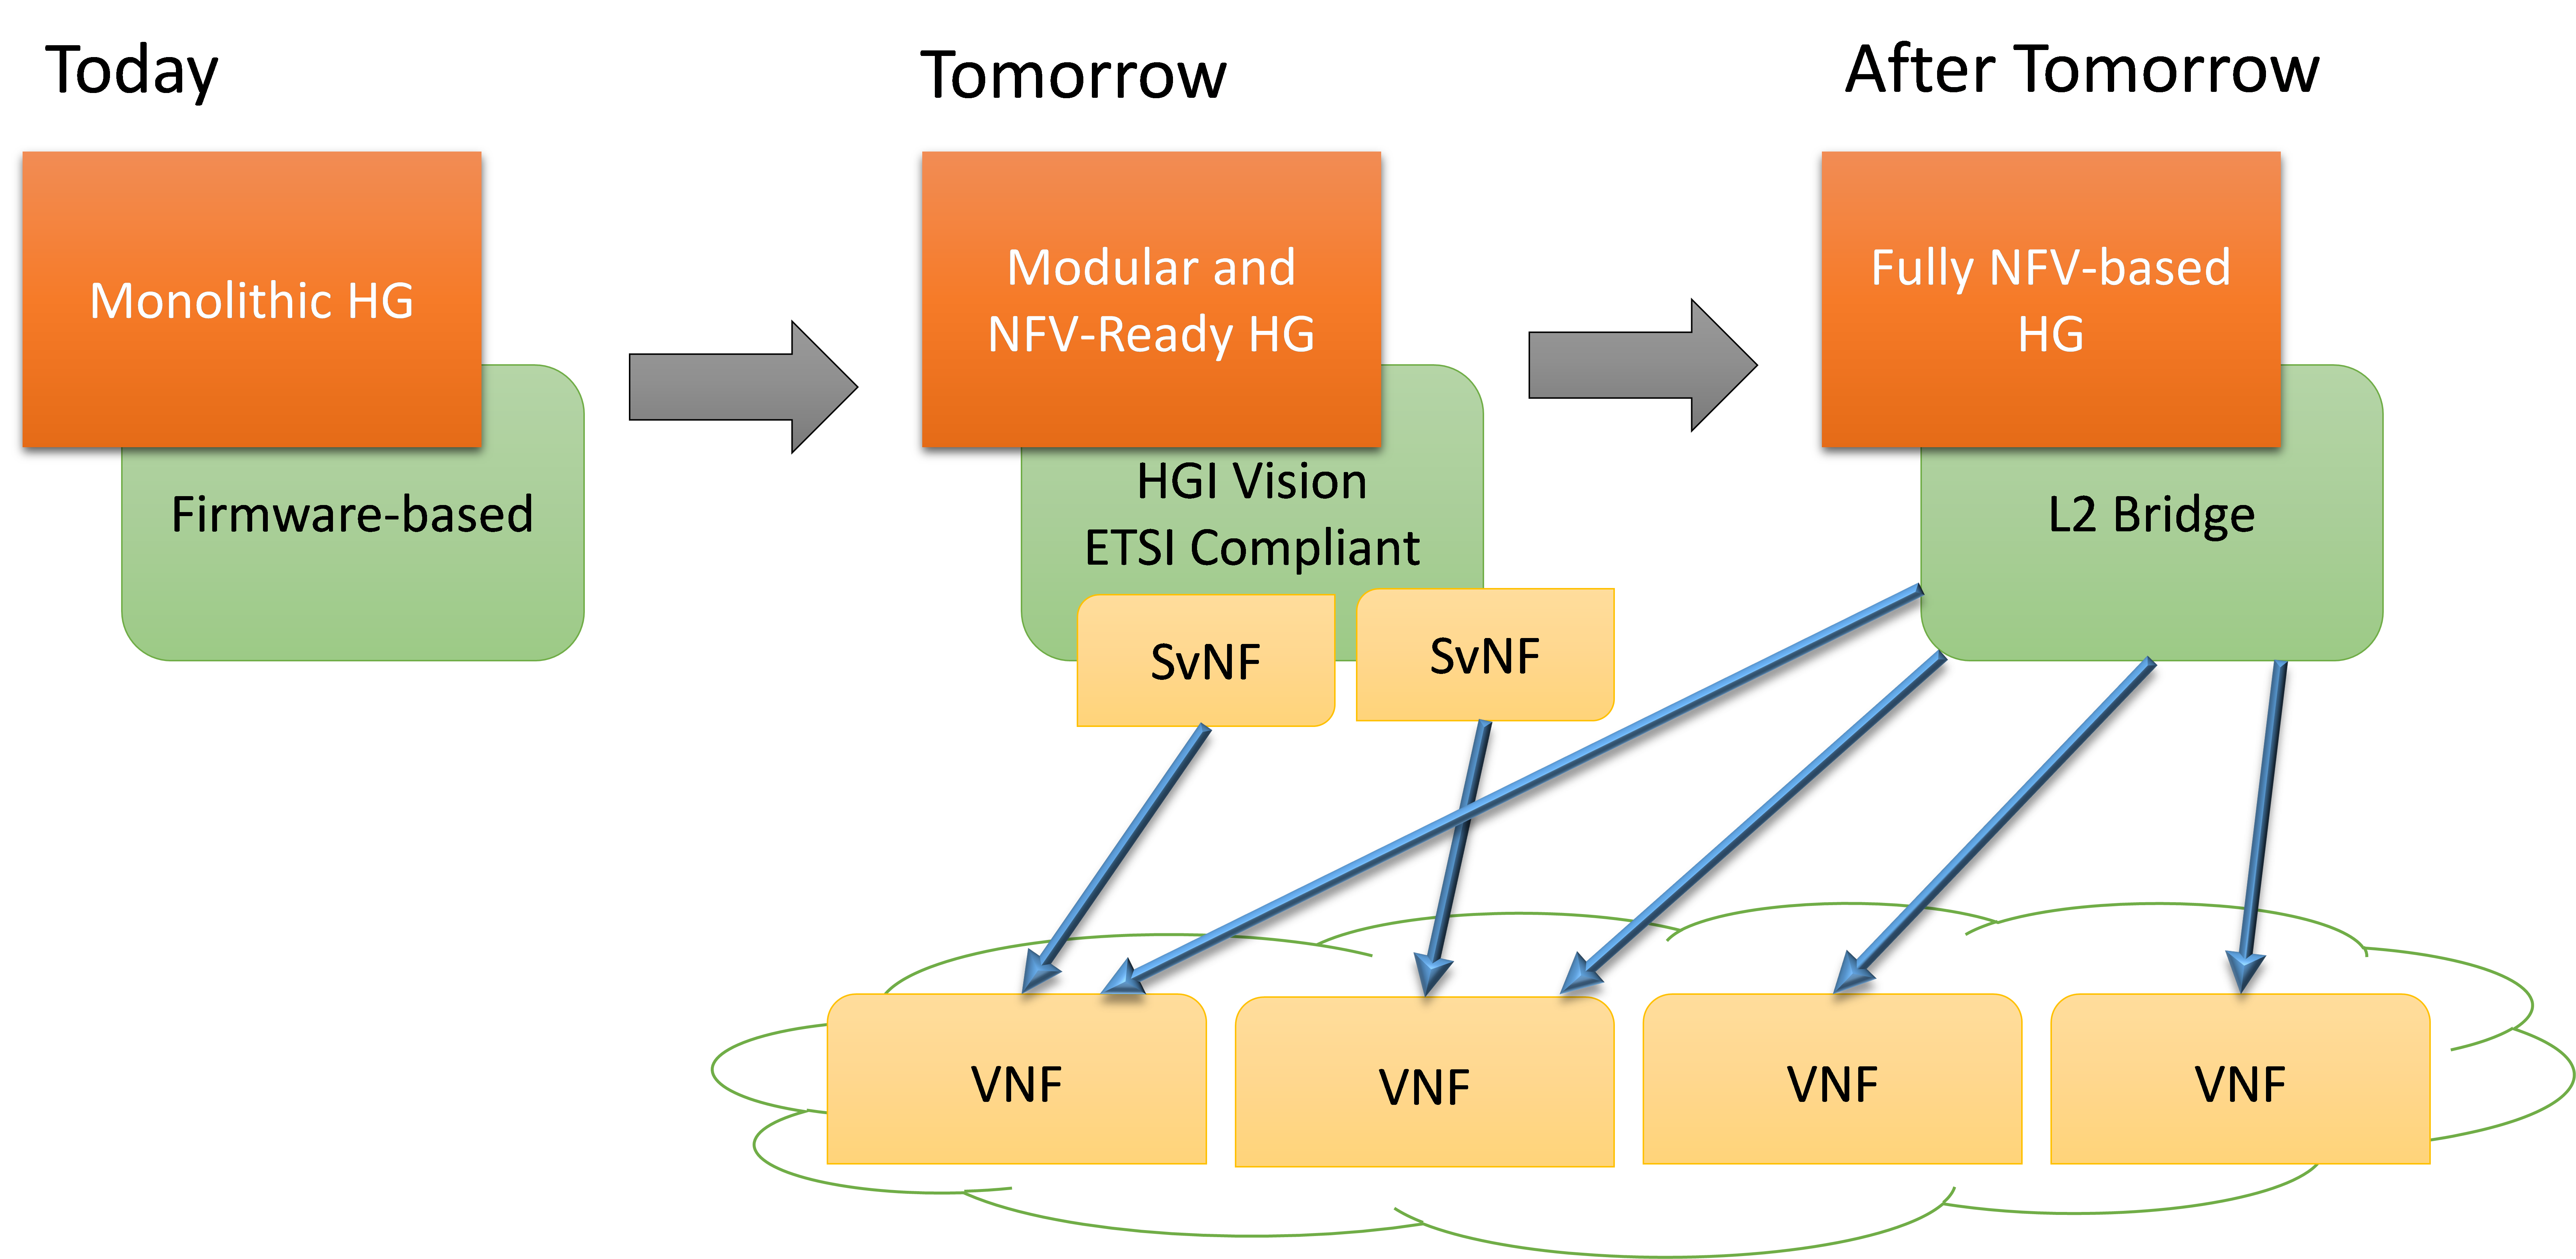 Today
Tomorrow
After Tomorrow
Monolithic HG
Firmware-based
Modular and
NFV-Ready HG
HGI Vision
ETSI Compliant
SvNF
SvNF
Fully NFV-based
HG
L2 Bridge
VNF
VNF
VNF
VNF